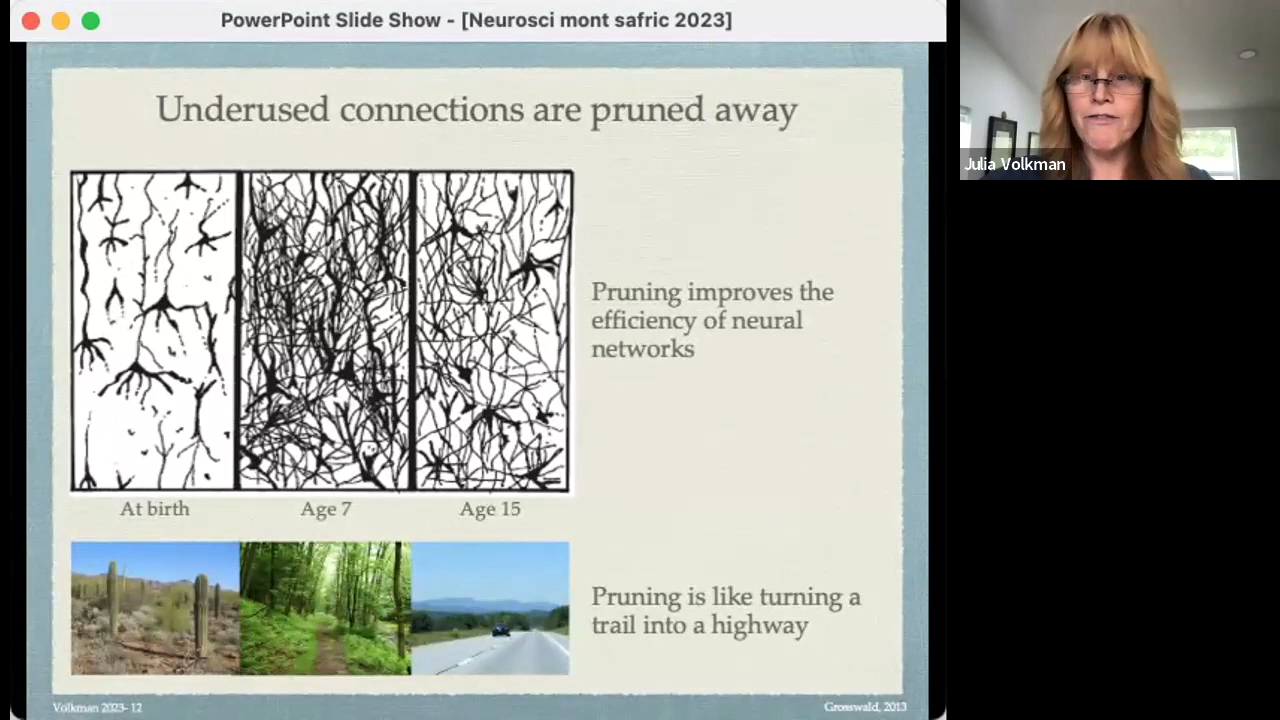 PowerPoint Slide Show - [Neurosci mont safric 2023]
Julia Volkman
Underused connections are pruned away
Pruning improves the
efficiency of neural
networks
At birth
Age 7
Age 15
Pruning is like turning a
trail into a highway
Volkman 2023- 12
Grosswald, 2013